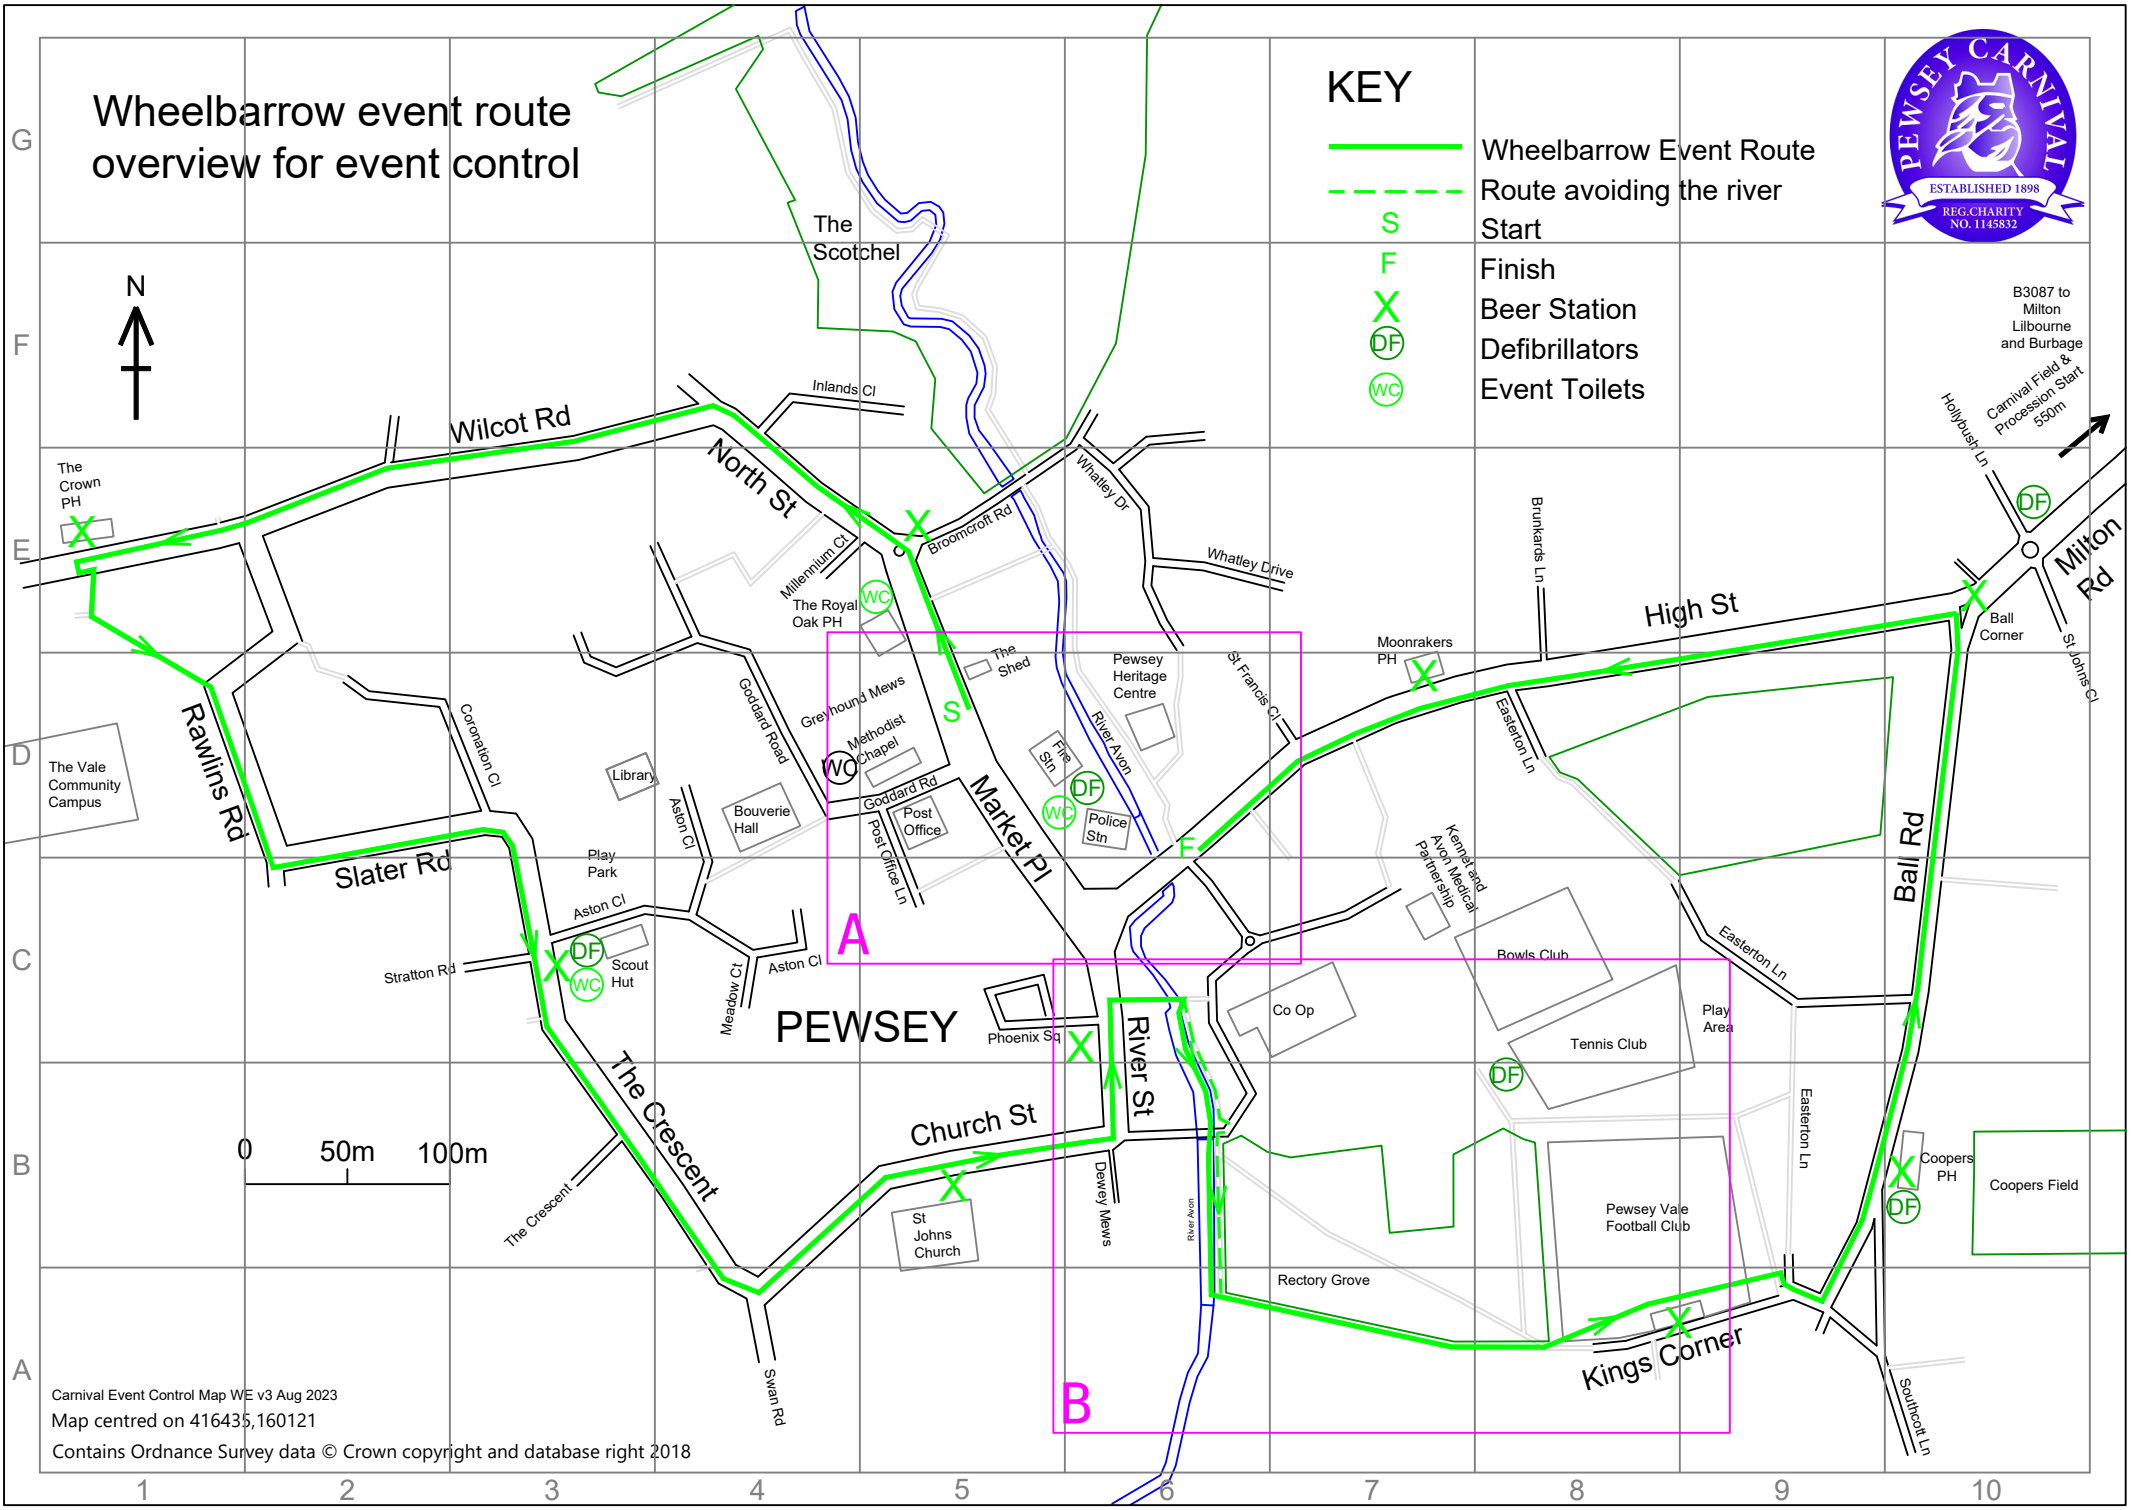 Wheelbarrow event route
overview for event control
KEY
Wheelbarrow Event Route
Route avoiding the river
S Start
F Finish
X Beer Station
DF Defibrillators
WC Event Toilets
PEWSEY CARNIVAL
ESTABLISHED 1898
REG.CHARITY
NO. 1145832
G
F
E
D
C
B
A
N
The
Scotchel
B3087 to
Milton
Lilbourne
and Burbage
Carnival Field &
Procession Start
550m
Hollybush Ln
DF
Milton
Rd
St Johns Cl
X
Ball
Corner
Inlands Cl
Wilcot Rd
North St
The
Crown
PH
X
X
Broomcroft Rd
Whatley Dr
Whatley Drive
Millennium Ct
WC
The Royal
Oak PH
Brunkards Ln
High St
Moonrakers
PH
X
The
Shed
Pewsey
Heritage
Centre
St Francis Cl
Easterton Ln
Greyhound Mews
S
Methodist
Chapel
WC
Goddard Road
Goddard Rd
Coronation Cl
Rawlins Rd
The Vale
Community
Campus
Library
Bouverie
Hall
Post
Office
Post Office Ln
Market Pl
Fire
Stn
River Avon
DF
WC
Police
Stn
F
Kennet and
Avon Medical
Partnership
Ball Rd
Slater Rd
Play
Park
Aston Cl
Aston Cl
A
Bowls Club
Easterton Ln
Stratton Rd
X
DF
WC
Scout
Hut
Meadow Ct
Aston Cl
PEWSEY
Phoenix Sq
X
River St
Co Op
Tennis Club
Play
Area
DF
The Crescent
Church St
Easterton Ln
0 50m 100m
The Crescent
X
St
Johns
Church
Dewey Mews
River Avon
Pewsey Vale
Football Club
X
DF
Coopers
PH
Coopers Field
Rectory Grove
X
Kings Corner
B
Swan Rd
Southcott Ln
Carnival Event Control Map WE v3 Aug 2023
Map centred on 416435,160121
Contains Ordnance Survey data © Crown copyright and database right 2018
1 2 3 4 5 6 7 8 9 10